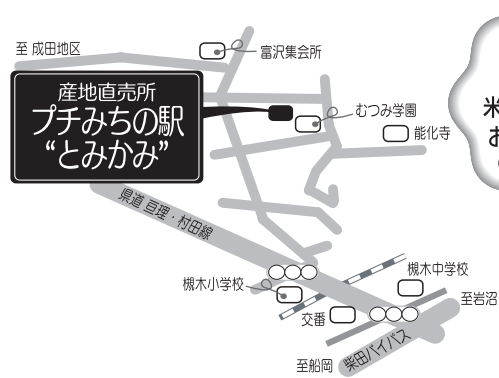 至 成田地区
富沢集会所
産地直売所
プチみちの駅
“とみかみ”
むつみ学園
能化寺
米
お
県道 亘理・村田線
槻木小学校
槻木中学校
至岩沼
交番
至船岡
柴田バイパス